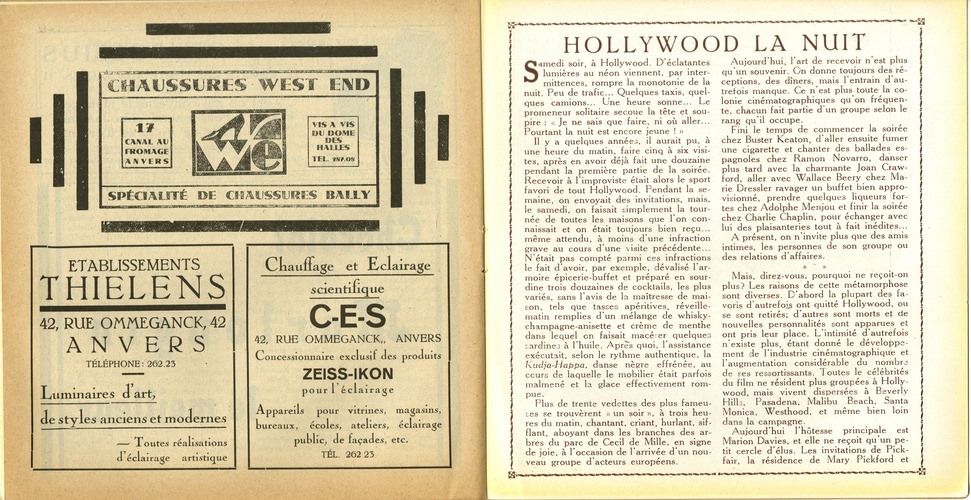 CHAUSSURES WEST END
17
CANAL AU
FROMAGE
ANVERS
We
VIS A VIS
DU DOME
DES
HALLES
TEL. 287.08
SPÉCIALITÉ DE CHAUSSURES BALLY
ETABLISSEMENTS
THIELENS
42, RUE OMMEGANCK, 42
ANVERS
TÉLÉPHONE: 262.23
Luminaires d'art,
de styles anciens et modernes
— Toutes réalisations
d'éclairage artistique
Chauffage et Eclairage
scientifique
C-E-S
42, RUE OMMEGANCK,, ANVERS
Concessionnaire exclusif des produits
ZEISS-IKON
pour l'éclairage
Appareils pour vitrines, magasins,
bureaux, écoles, ateliers, éclairage
public, de façades, etc.
TÉL. 262 23
HOLLYWOOD LA NUIT
Samedi soir, à Hollywood. D'éclatantes
lumières au néon viennent, par inter-
mittences, rompre la monotonie de la
nuit. Peu de trafic... Quelques taxis, quel-
ques camions... Une heure sonne... Le
promeneur solitaire secoue la tête et sou-
pire : « Je ne sais que faire, ni où aller...
Pourtant la nuit est encore jeune ! »
Il y a quelques années, il aurait pu, à
une heure du matin, faire cinq à six visi-
tes, après en avoir déjà fait une douzaine
pendant la première partie de la soirée.
Recevoir à l'improviste était alors le sport
favori de tout Hollywood. Pendant la se-
maine, on envoyait des invitations, mais,
le samedi, on faisait simplement la tour-
née de toutes les maisons que l'on con-
naissait et on était toujours bien reçu...
même attendu, à moins d'une infraction
grave au cours d'une visite précédente...
N'était pas compté parmi ces infractions
le fait d'avoir, par exemple, dévalisé l'ar-
moire épicerie-buffet et préparé en sour-
dine trois douzaines de cocktails, les plus
variés, sans l'avis de la maîtresse de mai-
son, tels que tasses apéritives, réveille-
matin remplies d'un mélange de whisky-
champagne-anisette et crème de menthe
dans lequel on faisait macérer quelques
sardines à l'huile. Après quoi, l'assistance
exécutait, selon le rythme authentique, la
Kudja-Happa, danse nègre effrénée, au
cours de laquelle le mobilier était parfois
malmené et la glace effectivement rom-
pue.
Plus de trente vedettes des plus fameu-
ses se trouvèrent « un soir », à trois heu-
res du matin, chantant, criant, hurlant, sif-
flant, aboyant dans les branches des ar-
bres du parc de Cecil de Mille, en signe
de joie, à l'occasion de l'arrivée d'un nou-
veau groupe d'acteurs européens.
Aujourd'hui, l'art de recevoir n'est plus
qu'un souvenir. On donne toujours des ré-
ceptions, des dîners, mais l'entrain d'au-
trefois manque. Ce n'est plus toute la co-
lonie cinématographiques qu'on fréquen-
te, chacun fait partie d'un groupe selon le
rang qu'il occupe.
Fini le temps de commencer la soirée
chez Buster Keaton, d'aller ensuite fumer
une cigarette et chanter des ballades es-
pagnoles chez Ramon Novarro, danser
plus tard avec la charmante Joan Craw-
ford, aller avec Wallace Beery chez Ma-
rie Dressler ravager un buffet bien appro-
visionné, prendre quelques liqueurs for-
tes chez Adolphe Menjou et finir la soirée
chez Charlie Chaplin, pour échanger avec
lui des plaisanteries tout à fait inédites...
A présent, on n'invite plus que des amis
intimes, les personnes de son groupe ou
des relations d'affaires.
* * *
Mais, direz-vous, pourquoi ne reçoit-on
plus? Les raisons de cette métamorphose
sont diverses. D'abord la plupart des fa-
voris d'autrefois ont quitté Hollywood, ou
se sont retirés; d'autres sont morts et de
nouvelles personnalités sont apparues et
ont pris leur place. L'intimité d'autrefois
n'existe plus, étant donné le développe-
ment de l'industrie cinématographique et
l'augmentation considérable du nombre
de ses ressortissants. Toutes le célébrités
du film ne résident plus groupées à Holly-
wood, mais vivent dispersées à Beverly
Hills, Pasadena, Malibu Beach, Santa
Monica, Westhood, et même bien loin
dans la campagne.
Aujourd'hui l'hôtesse principale est
Marion Davies, et elle ne reçoit qu'un pe-
tit cercle d'élus. Les invitations de Pick-
fair, la résidence de Mary Pickford et